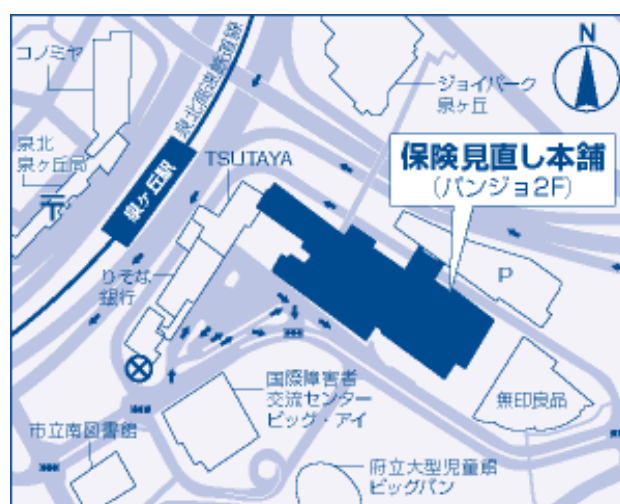 コノミヤ
泉北
泉ヶ丘局
泉北高速鉄道線
泉ヶ丘駅
TSUTAYA
りそな
銀行
ジョイパーク
泉ヶ丘
N
保険見直し本舗
(パンジョ2F)
P
無印良品
国際障害者
交流センター
ビッグ・アイ
市立南図書館
府立大型児童館
ビッグバン